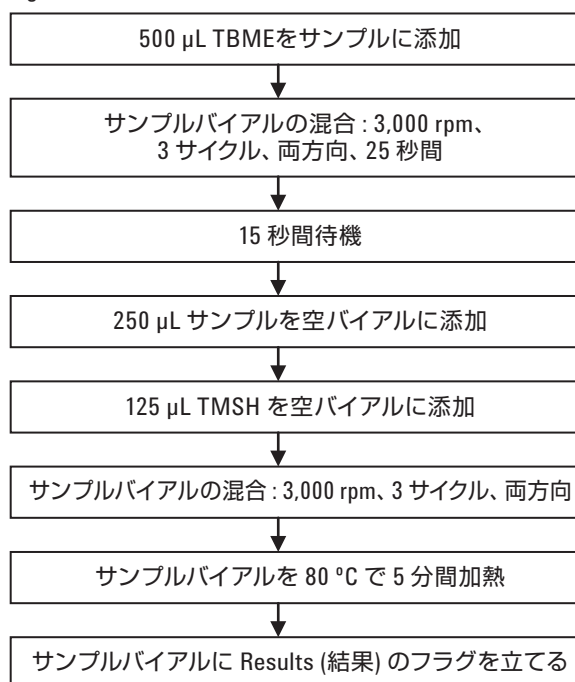 500 µL TBMEをサンプルに添加
サンプルバイアルの混合 : 3,000 rpm、
3 サイクル、両方向、25 秒間
15 秒間待機
250 µL サンプルを空バイアルに添加
125 µL TMSH を空バイアルに添加
サンプルバイアルの混合 : 3,000 rpm、3 サイクル、両方向
サンプルバイアルを 80 ºC で 5 分間加熱
サンプルバイアルに Results (結果) のフラグを立てる